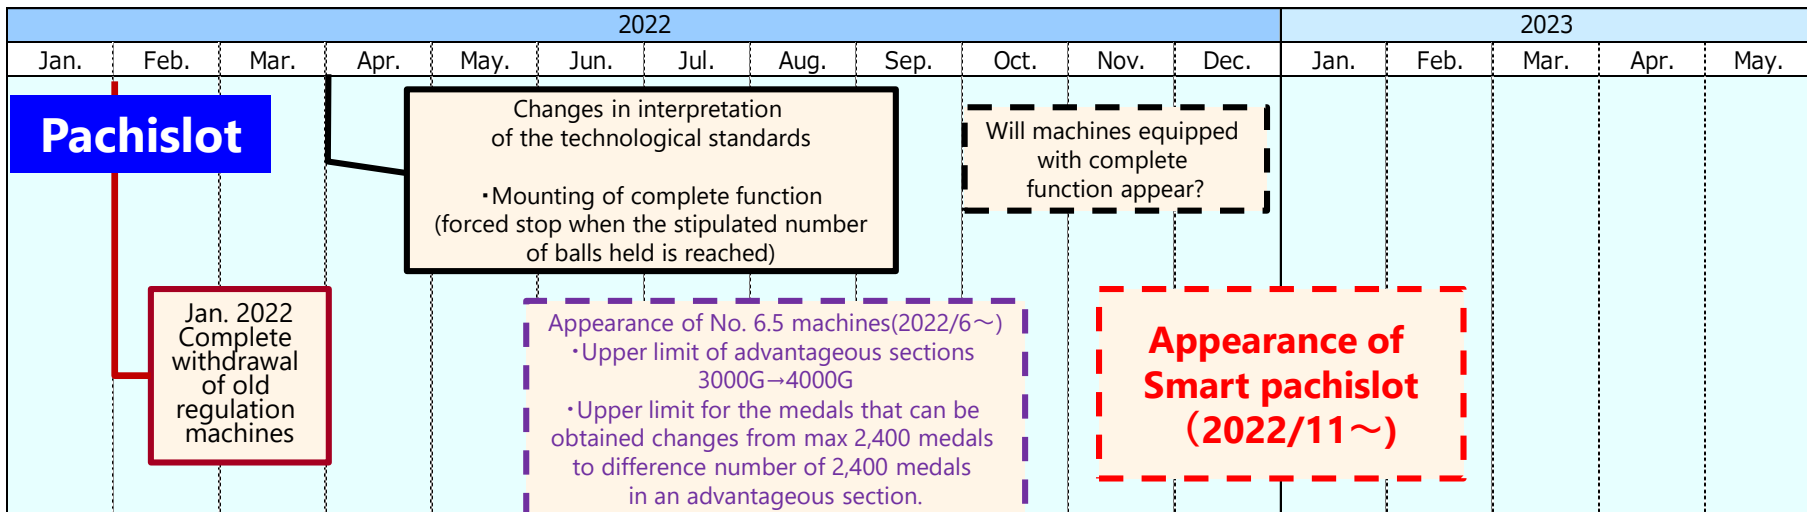 2022
2023
Jan.
Feb.
Mar.
Apr.
May.
Jun.
Jul.
Aug.
Sep.
Oct.
Nov.
Dec.
Jan.
Feb.
Mar.
Apr.
May.
Pachislot
Changes in interpretation
of the technological standards
・Mounting of complete function
(forced stop when the stipulated number
of balls held is reached)
Will machines equipped
with complete
function appear?
Jan. 2022
Complete
withdrawal
of old
regulation
machines
Appearance of No. 6.5 machines(2022/6～)
・Upper limit of advantageous sections
3000G→4000G
・Upper limit for the medals that can be
obtained changes from max 2,400 medals
to difference number of 2,400 medals
in an advantageous section.
Appearance of
Smart pachislot
（2022/11～)